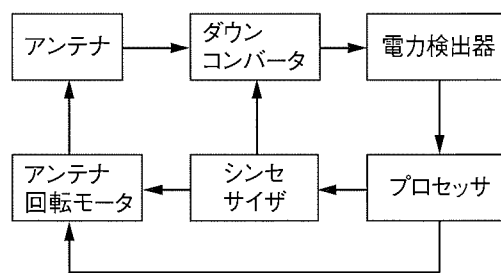 アンテナ
ダウン
コンバータ
電力検出器
アンテナ
回転モータ
シンセ
サイザ
プロセッサ